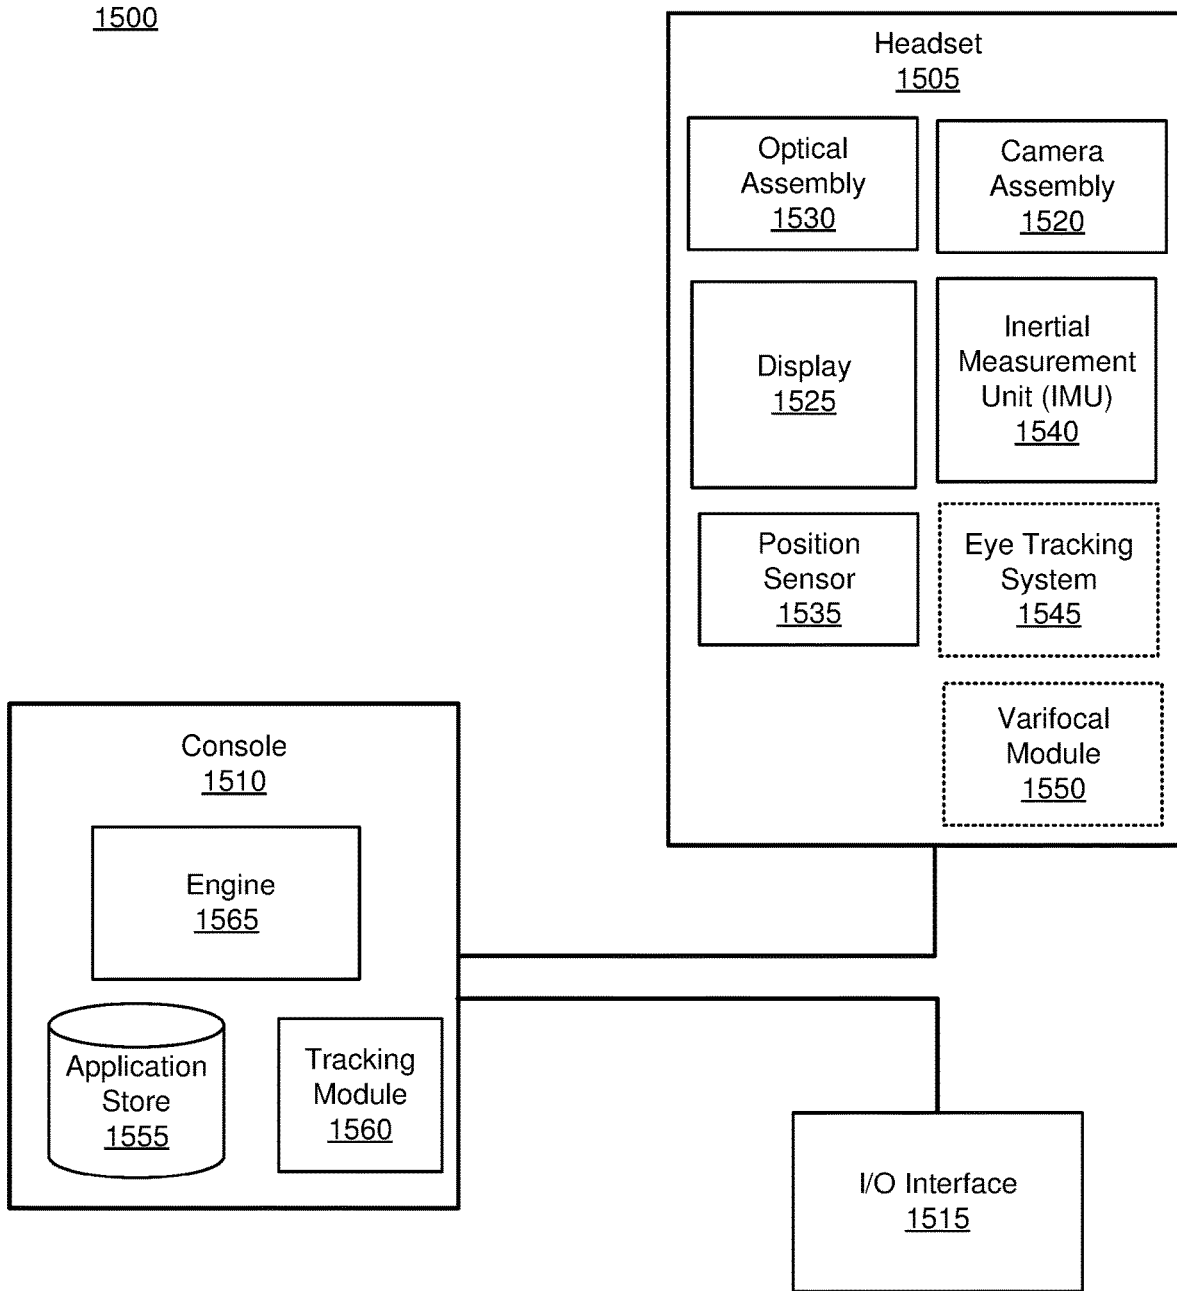 1500
Headset
1505
Optical
Assembly
1530
Camera
Assembly
1520
Display
1525
Inertial
Measurement
Unit (IMU)
1540
Position
Sensor
1535
Eye Tracking
System
1545
Varifocal
Module
1550
Console
1510
Engine
1565
Application
Store
1555
Tracking
Module
1560
I/O Interface
1515